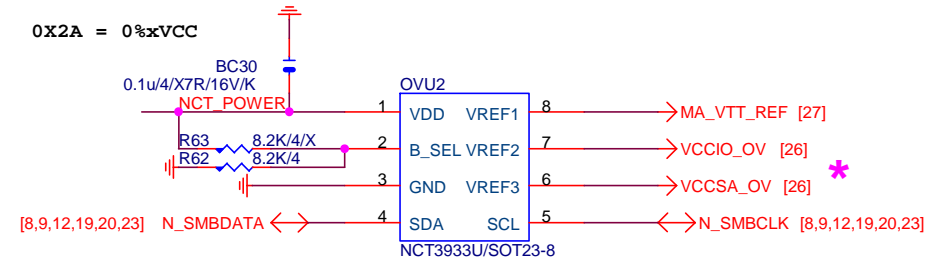 0X2A = 0%xVCC
BC30
0.1u/4/X7R/16V/K
OVU2
NCT_POWER 1 VDD VREF1 8 MA_VTT_REF [27]
R63 8.2K/4/X 2 B_SEL VREF2 7 VCCIO_OV [26]
R62 8.2K/4
3 GND VREF3 6 VCCSA_OV [26] *
[8,9,12,19,20,23] N_SMBDATA 4 SDA SCL 5 N_SMBCLK [8,9,12,19,20,23]
NCT3933U/SOT23-8